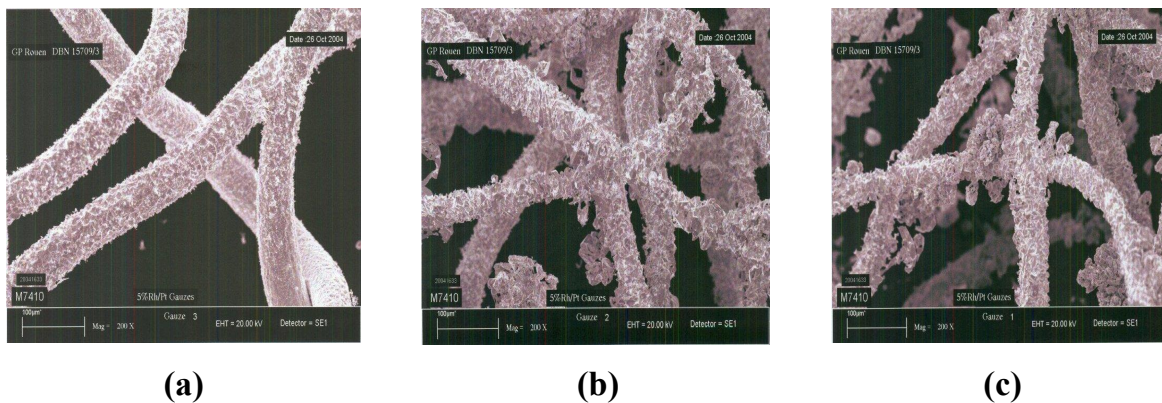 GP Rouen DBN 15709/3
Date :26 Oct 2004
20041633
M7410
5%Rh/Pt Gauzes
100µm'
Mag = 200 X
Gauze 3
EHT = 20.00 kV
Detector = SE1
(a)
GP Rouen DBN 15709/3
Date :26 Oct 2004
20041633
M7410
5%Rh/Pt Gauzes
100µm'
Mag = 200 X
Gauze 2
EHT = 20.00 kV
Detector = SE1
(b)
GP Rouen DBN 15709/3
Date :26 Oct 2004
20041633
M7410
5%Rh/Pt Gauzes
100µm'
Mag = 200 X
Gauze 1
EHT = 20.00 kV
Detector = SE1
(c)